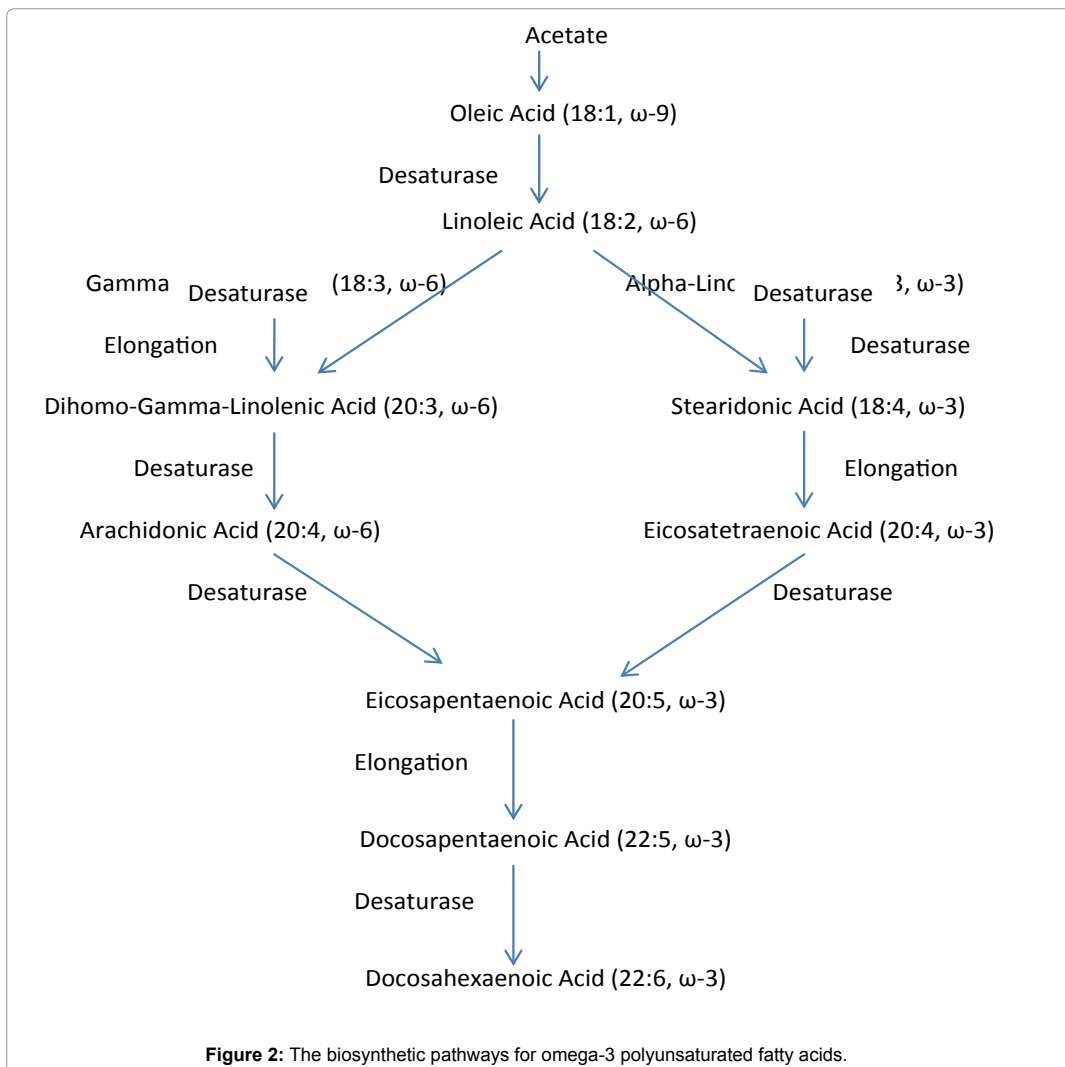 Acetate
Oleic Acid (18:1, ω-9)
Desaturase
Linoleic Acid (18:2, ω-6)
Gamma (18:3, ω-6)
Desaturase
Alpha-Lin , ω-3)
Desaturase
Elongation
Desaturase
Dihomo-Gamma-Linolenic Acid (20:3, ω-6)
Stearidonic Acid (18:4, ω-3)
Desaturase
Elongation
Arachidonic Acid (20:4, ω-6)
Eicosatetraenoic Acid (20:4, ω-3)
Desaturase
Desaturase
Eicosapentaenoic Acid (20:5, ω-3)
Elongation
Docosapentaenoic Acid (22:5, ω-3)
Desaturase
Docosahexaenoic Acid (22:6, ω-3)
Figure 2: The biosynthetic pathways for omega-3 polyunsaturated fatty acids.